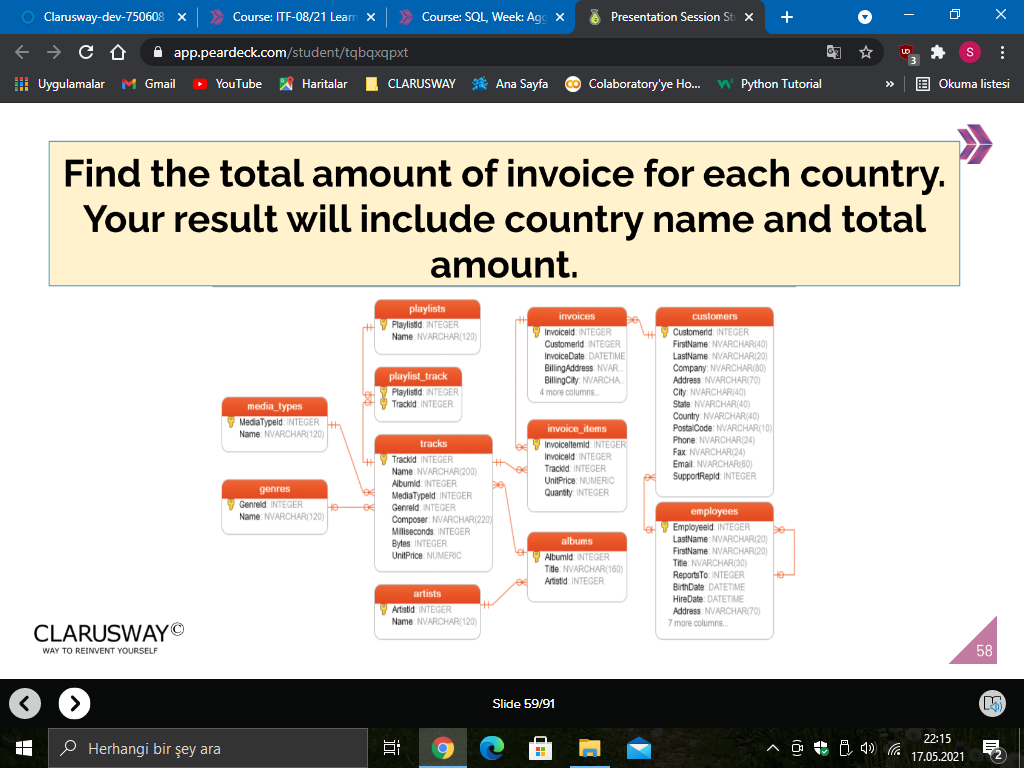 Clarusway-dev-750608
Course: ITF-08/21 Learn
Course: SQL, Week: Agg
Presentation Session St
app.peardeck.com/student/tqbqxqpxt
3
S
Uygulamalar
Gmail
YouTube
Haritalar
CLARUSWAY
Ana Sayfa
Colaboratory'ye Ho...
Python Tutorial
»
Okuma listesi
Find the total amount of invoice for each country.
Your result will include country name and total
amount.
playlists
PlaylistId: INTEGER
Name: NVARCHAR(120)
playlist_track
PlaylistId: INTEGER
TrackId: INTEGER
media_types
MediaTypeId: INTEGER
Name: NVARCHAR(120)
genres
GenreId: INTEGER
Name: NVARCHAR(120)
tracks
TrackId: INTEGER
Name: NVARCHAR(200)
AlbumId: INTEGER
MediaTypeId: INTEGER
GenreId: INTEGER
Composer: NVARCHAR(220)
Milliseconds: INTEGER
Bytes: INTEGER
UnitPrice: NUMERIC
artists
ArtistId: INTEGER
Name: NVARCHAR(120)
invoices
InvoiceId: INTEGER
CustomerId: INTEGER
InvoiceDate: DATETIME
BillingAddress: NVAR...
BillingCity: NVARCHA...
4 more columns...
invoice_items
InvoiceItemId: INTEGER
InvoiceId: INTEGER
TrackId: INTEGER
UnitPrice: NUMERIC
Quantity: INTEGER
albums
AlbumId: INTEGER
Title: NVARCHAR(160)
ArtistId: INTEGER
customers
CustomerId: INTEGER
FirstName: NVARCHAR(40)
LastName: NVARCHAR(20)
Company: NVARCHAR(80)
Address: NVARCHAR(70)
City: NVARCHAR(40)
State: NVARCHAR(40)
Country: NVARCHAR(40)
PostalCode: NVARCHAR(10)
Phone: NVARCHAR(24)
Fax: NVARCHAR(24)
Email: NVARCHAR(60)
SupportRepId: INTEGER
employees
EmployeeId: INTEGER
LastName: NVARCHAR(20)
FirstName: NVARCHAR(20)
Title: NVARCHAR(30)
ReportsTo: INTEGER
BirthDate: DATETIME
HireDate: DATETIME
Address: NVARCHAR(70)
7 more columns...
CLARUSWAY©
WAY TO REINVENT YOURSELF
58
Slide 59/91
Herhangi bir şey ara
22:15
17.05.2021
2